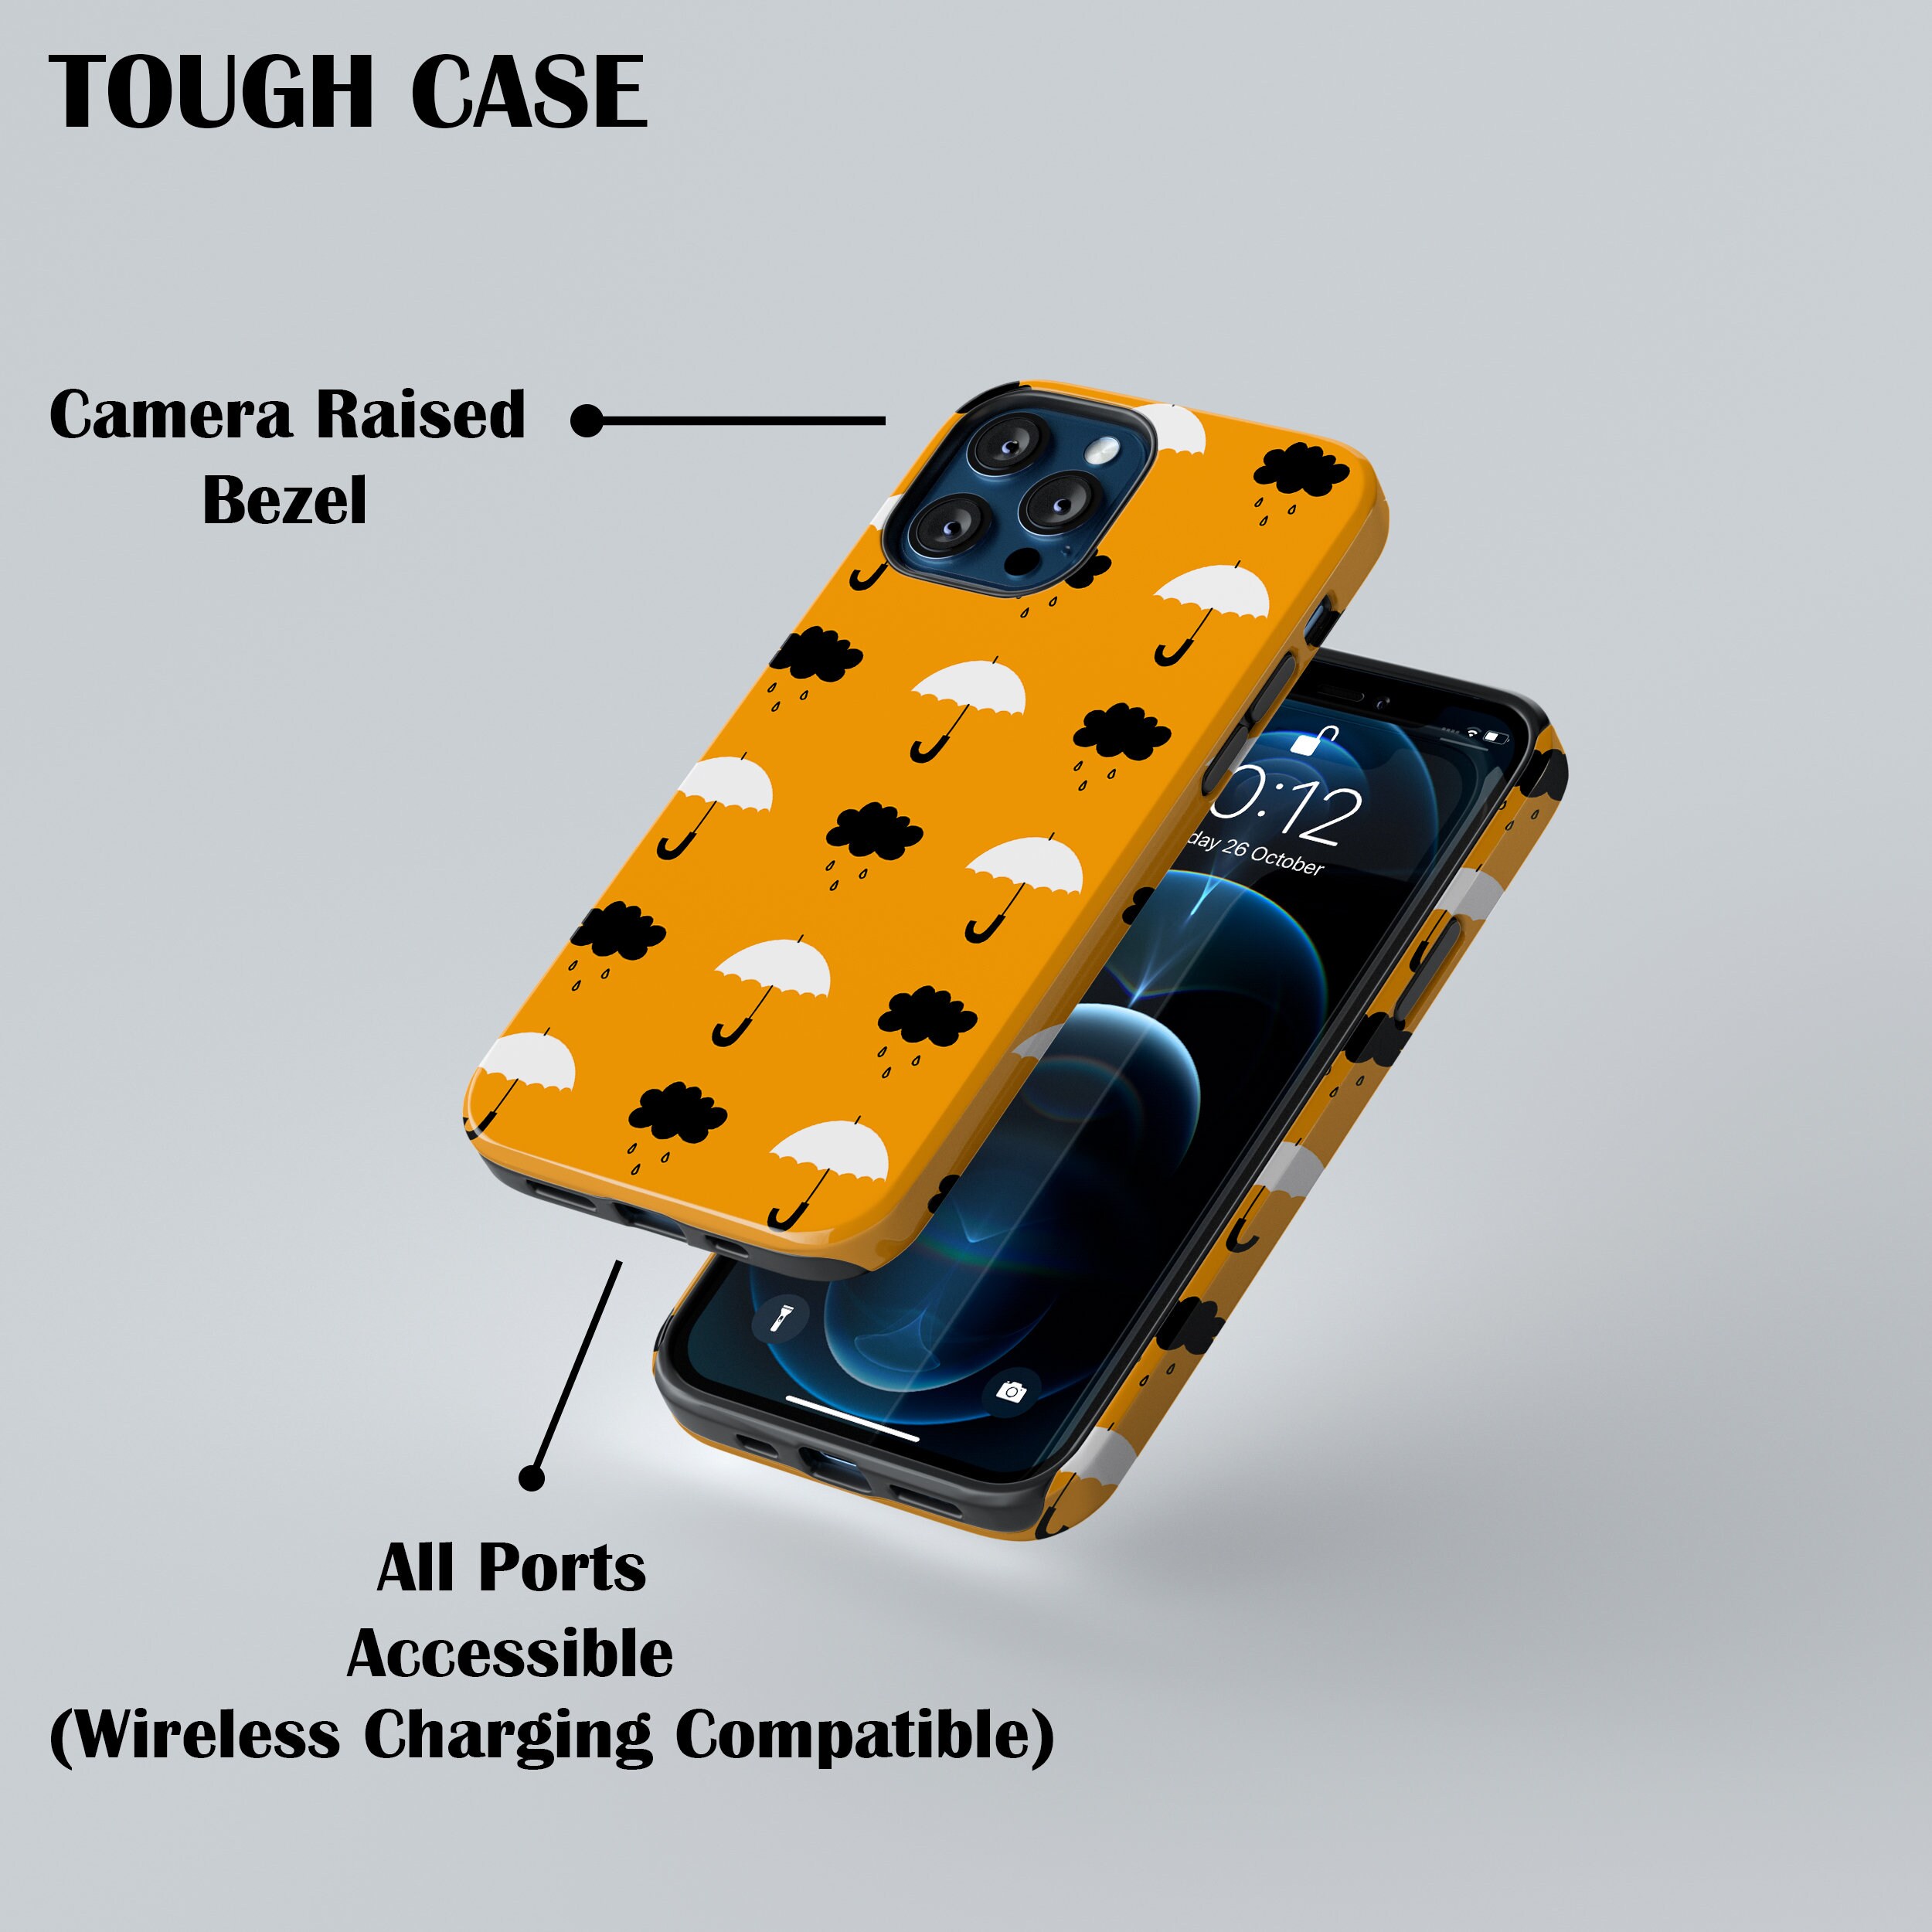 TOUGH CASE
Camera Raised
Bezel
0:12
day 26 October
All Ports
Accessible
(Wireless Charging Compatible)